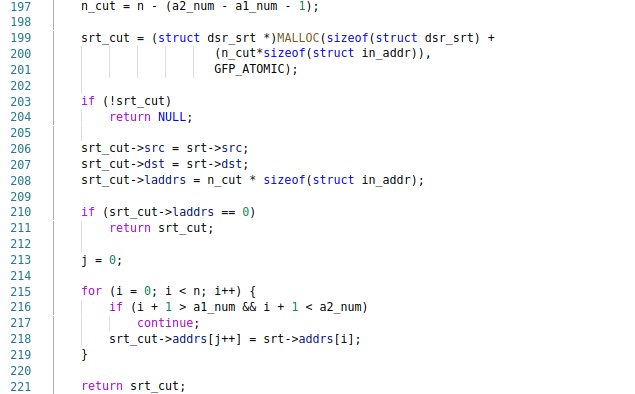 197 n_cut = n - (a2_num - a1_num - 1);
198
199 srt_cut = (struct dsr_srt *)MALLOC(sizeof(struct dsr_srt) +
200 (n_cut*sizeof(struct in_addr)),
201 GFP_ATOMIC);
202
203 if (!srt_cut)
204 return NULL;
205
206 srt_cut->src = srt->src;
207 srt_cut->dst = srt->dst;
208 srt_cut->laddrs = n_cut * sizeof(struct in_addr);
209
210 if (srt_cut->laddrs == 0)
211 return srt_cut;
212
213 j = 0;
214
215 for (i = 0; i < n; i++) {
216 if (i + 1 > a1_num && i + 1 < a2_num)
217 continue;
218 srt_cut->addrs[j++] = srt->addrs[i];
219 }
220
221 return srt_cut;